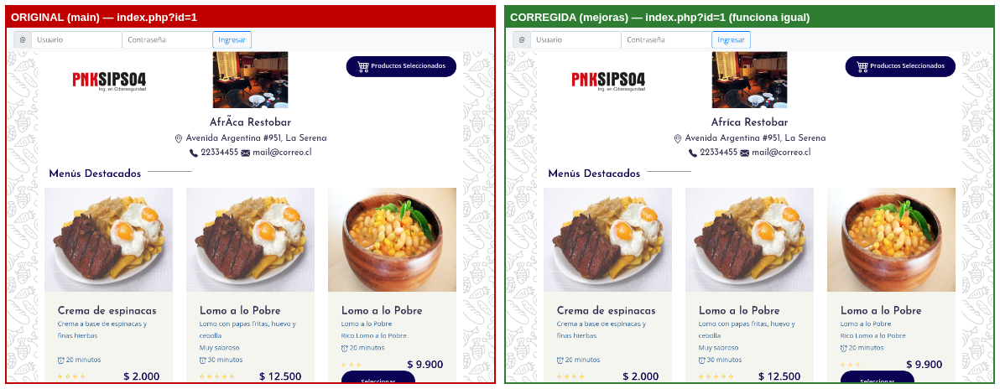 ORIGINAL (main) — index.php?id=1
@ Usuario Contraseña Ingresar
PNKSIPS04
Ing. en Ciberseguridad
Productos Seleccionados
AfrÃca Restobar
Avenida Argentina #951, La Serena
22334455 mail@correo.cl
Menús Destacados
Crema de espinacas
Crema a base de espinacas y
finas hierbas
20 minutos
$ 2.000
Lomo a lo Pobre
Lomo con papas fritas, huevo y
cebolla
Muy sabroso
30 minutos
$ 12.500
Lomo a lo Pobre
Lomo a lo Pobre
Rico Lomo a lo Pobre
20 minutos
$ 9.900
Seleccionar
CORREGIDA (mejoras) — index.php?id=1 (funciona igual)
@ Usuario Contraseña Ingresar
PNKSIPS04
Ing. en Ciberseguridad
Productos Seleccionados
Africa Restobar
Avenida Argentina #951, La Serena
22334455 mail@correo.cl
Menús Destacados
Crema de espinacas
Crema a base de espinacas y
finas hierbas
20 minutos
$ 2.000
Lomo a lo Pobre
Lomo con papas fritas, huevo y
cebolla
Muy sabroso
30 minutos
$ 12.500
Lomo a lo Pobre
Lomo a lo Pobre
Rico Lomo a lo Pobre
20 minutos
$ 9.900
Seleccionar